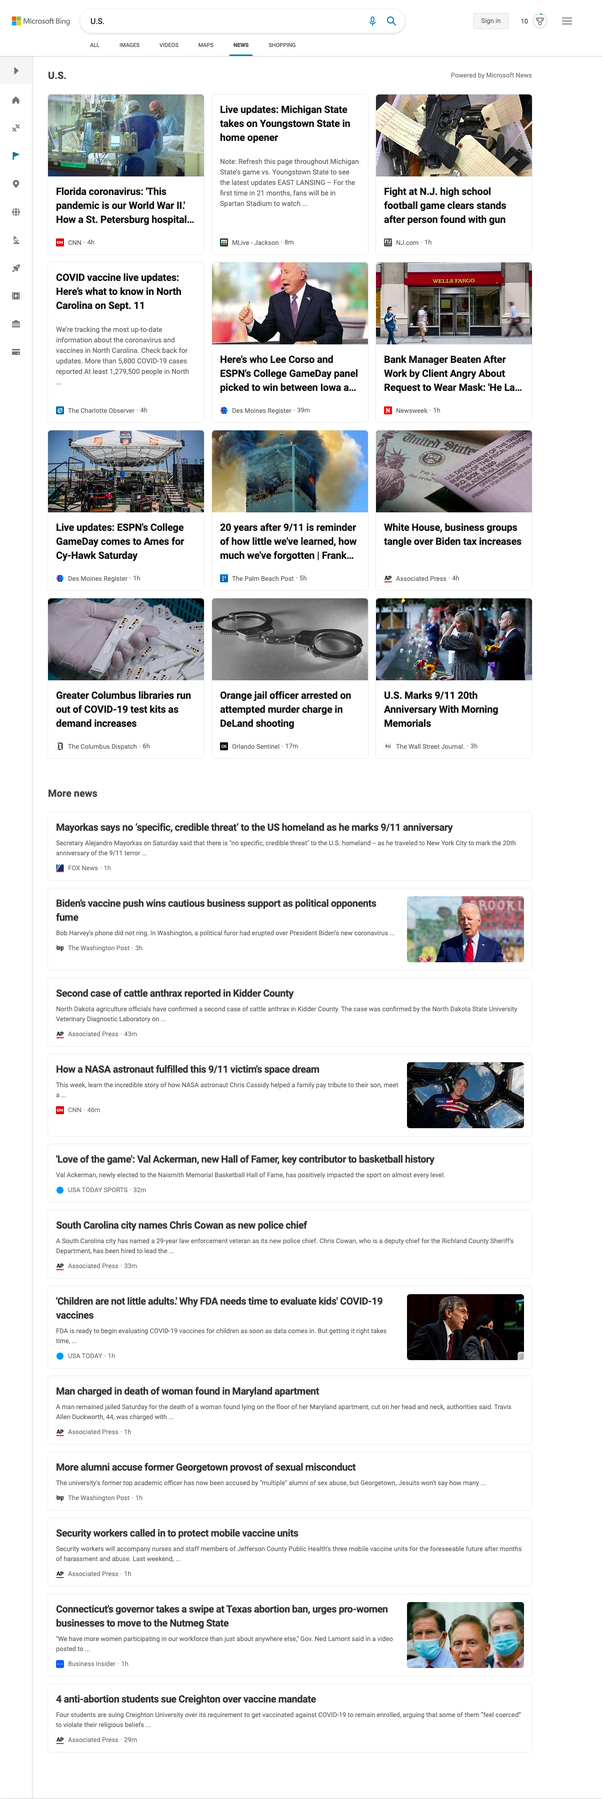 Microsoft Bing
U.S.
Sign in
10
ALL
IMAGES
VIDEOS
MAPS
NEWS
SHOPPING
U.S.
Powered by Microsoft News
Florida coronavirus: 'This
pandemic is our World War II.'
How a St. Petersburg hospital...
CNN · 4h
Live updates: Michigan State
takes on Youngstown State in
home opener
Note: Refresh this page throughout Michigan
State's game vs. Youngstown State to see
the latest updates EAST LANSING – For the
first time in 21 months, fans will be in
Spartan Stadium to watch ...
MLive - Jackson · 8m
Fight at N.J. high school
football game clears stands
after person found with gun
NJ.com · 1h
COVID vaccine live updates:
Here's what to know in North
Carolina on Sept. 11
We're tracking the most up-to-date
information about the coronavirus and
vaccines in North Carolina. Check back for
updates. More than 5,800 COVID-19 cases
reported At least 1,279,500 people in North
...
The Charlotte Observer · 4h
Here's who Lee Corso and
ESPN's College GameDay panel
picked to win between Iowa a...
Des Moines Register · 39m
WELLS FARGO
Bank Manager Beaten After
Work by Client Angry About
Request to Wear Mask: 'He La...
Newsweek · 1h
Live updates: ESPN's College
GameDay comes to Ames for
Cy-Hawk Saturday
Des Moines Register · 1h
20 years after 9/11 is reminder
of how little we've learned, how
much we've forgotten | Frank...
The Palm Beach Post · 5h
United States
White House, business groups
tangle over Biden tax increases
AP Associated Press · 4h
Greater Columbus libraries run
out of COVID-19 test kits as
demand increases
The Columbus Dispatch · 6h
Orange jail officer arrested on
attempted murder charge in
DeLand shooting
Orlando Sentinel · 17m
U.S. Marks 9/11 20th
Anniversary With Morning
Memorials
The Wall Street Journal. · 3h
More news
Mayorkas says no 'specific, credible threat' to the US homeland as he marks 9/11 anniversary
Secretary Alejandro Mayorkas on Saturday said that there is "no specific, credible threat" to the U.S. homeland – as he traveled to New York City to mark the 20th
anniversary of the 9/11 terror ...
FOX News · 1h
Biden's vaccine push wins cautious business support as political opponents
fume
Bob Harvey's phone did not ring. In Washington, a political furor had erupted over President Biden's new coronavirus ...
wp The Washington Post · 3h
Second case of cattle anthrax reported in Kidder County
North Dakota agriculture officials have confirmed a second case of cattle anthrax in Kidder County. The case was confirmed by the North Dakota State University
Veterinary Diagnostic Laboratory on ...
AP Associated Press · 43m
How a NASA astronaut fulfilled this 9/11 victim's space dream
This week, learn the incredible story of how NASA astronaut Chris Cassidy helped a family pay tribute to their son, meet
a ...
CNN · 46m
'Love of the game': Val Ackerman, new Hall of Famer, key contributor to basketball history
Val Ackerman, newly elected to the Naismith Memorial Basketball Hall of Fame, has positively impacted the sport on almost every level.
USA TODAY SPORTS · 32m
South Carolina city names Chris Cowan as new police chief
A South Carolina city has named a 29-year law enforcement veteran as its new police chief. Chris Cowan, who is a deputy chief for the Richland County Sheriff's
Department, has been hired to lead the ...
AP Associated Press · 33m
'Children are not little adults.' Why FDA needs time to evaluate kids' COVID-19
vaccines
FDA is ready to begin evaluating COVID-19 vaccines for children as soon as data comes in. But getting it right takes
time, ...
USA TODAY · 1h
Man charged in death of woman found in Maryland apartment
A man remained jailed Saturday for the death of a woman found lying on the floor of her Maryland apartment, cut on her head and neck, authorities said. Travis
Allen Duckworth, 44, was charged with ...
AP Associated Press · 1h
More alumni accuse former Georgetown provost of sexual misconduct
The university's former top academic officer has now been accused by "multiple" alumni of sex abuse, but Georgetown, Jesuits won't say how many ...
wp The Washington Post · 1h
Security workers called in to protect mobile vaccine units
Security workers will accompany nurses and staff members of Jefferson County Public Health's three mobile vaccine units for the foreseeable future after months
of harassment and abuse. Last weekend, ...
AP Associated Press · 1h
Connecticut's governor takes a swipe at Texas abortion ban, urges pro-women
businesses to move to the Nutmeg State
"We have more women participating in our workforce than just about anywhere else," Gov. Ned Lamont said in a video
posted to ...
Business Insider · 1h
4 anti-abortion students sue Creighton over vaccine mandate
Four students are suing Creighton University over its requirement to get vaccinated against COVID-19 to remain enrolled, arguing that some of them "feel coerced"
to violate their religious beliefs ...
AP Associated Press · 29m